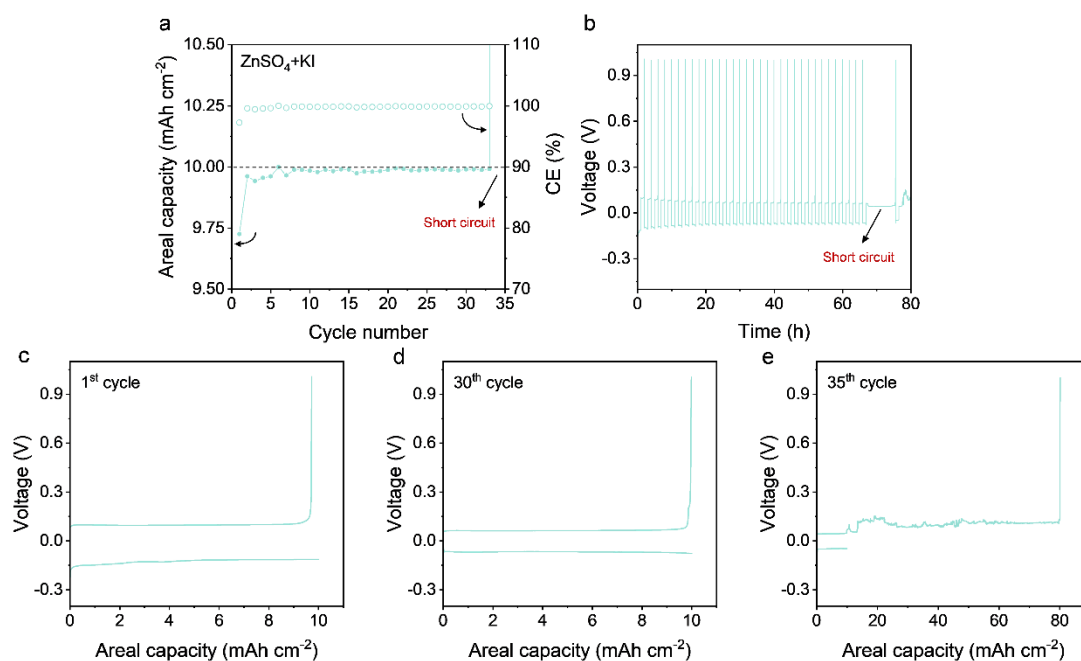 a
ZnSO₄+KI
10.50
10.25
10.00
9.75
9.50
Areal capacity (mAh cm⁻²)
110
100
90
80
70
CE (%)
Short circuit
0 5 10 15 20 25 30 35
Cycle number
b
0.9
0.6
0.3
0.0
-0.3
Voltage (V)
Short circuit
0 20 40 60 80
Time (h)
c
1st cycle
0.9
0.6
0.3
0.0
-0.3
Voltage (V)
0 2 4 6 8 10
Areal capacity (mAh cm⁻²)
d
30th cycle
0.9
0.6
0.3
0.0
-0.3
Voltage (V)
0 2 4 6 8 10
Areal capacity (mAh cm⁻²)
e
35th cycle
0.9
0.6
0.3
0.0
-0.3
Voltage (V)
0 20 40 60 80
Areal capacity (mAh cm⁻²)